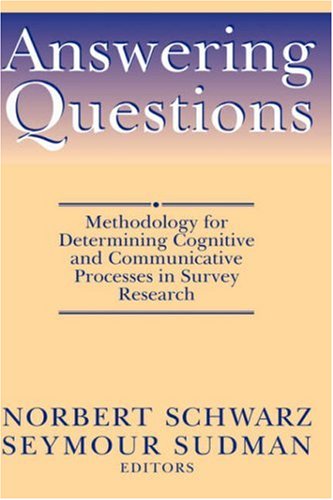 Answering
Questions
Methodology for
Determining Cognitive
and Communicative
Processes in Survey
Research
NORBERT SCHWARZ
SEYMOUR SUDMAN
EDITORS